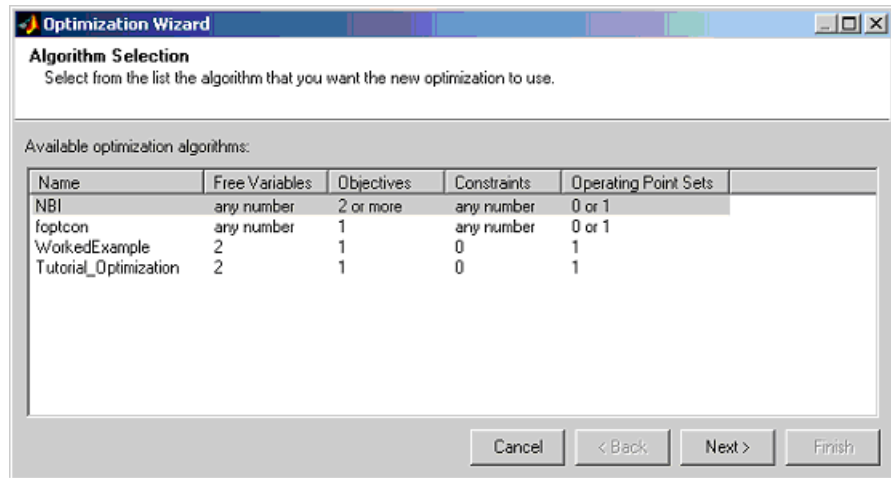 Optimization Wizard
Algorithm Selection
Select from the list the algorithm that you want the new optimization to use.
Available optimization algorithms:
Name Free Variables Objectives Constraints Operating Point Sets
NBI any number 2 or more any number 0 or 1
foptcon any number 1 any number 0 or 1
WorkedExample 2 1 0 1
Tutorial_Optimization 2 1 0 1
Cancel < Back Next > Finish